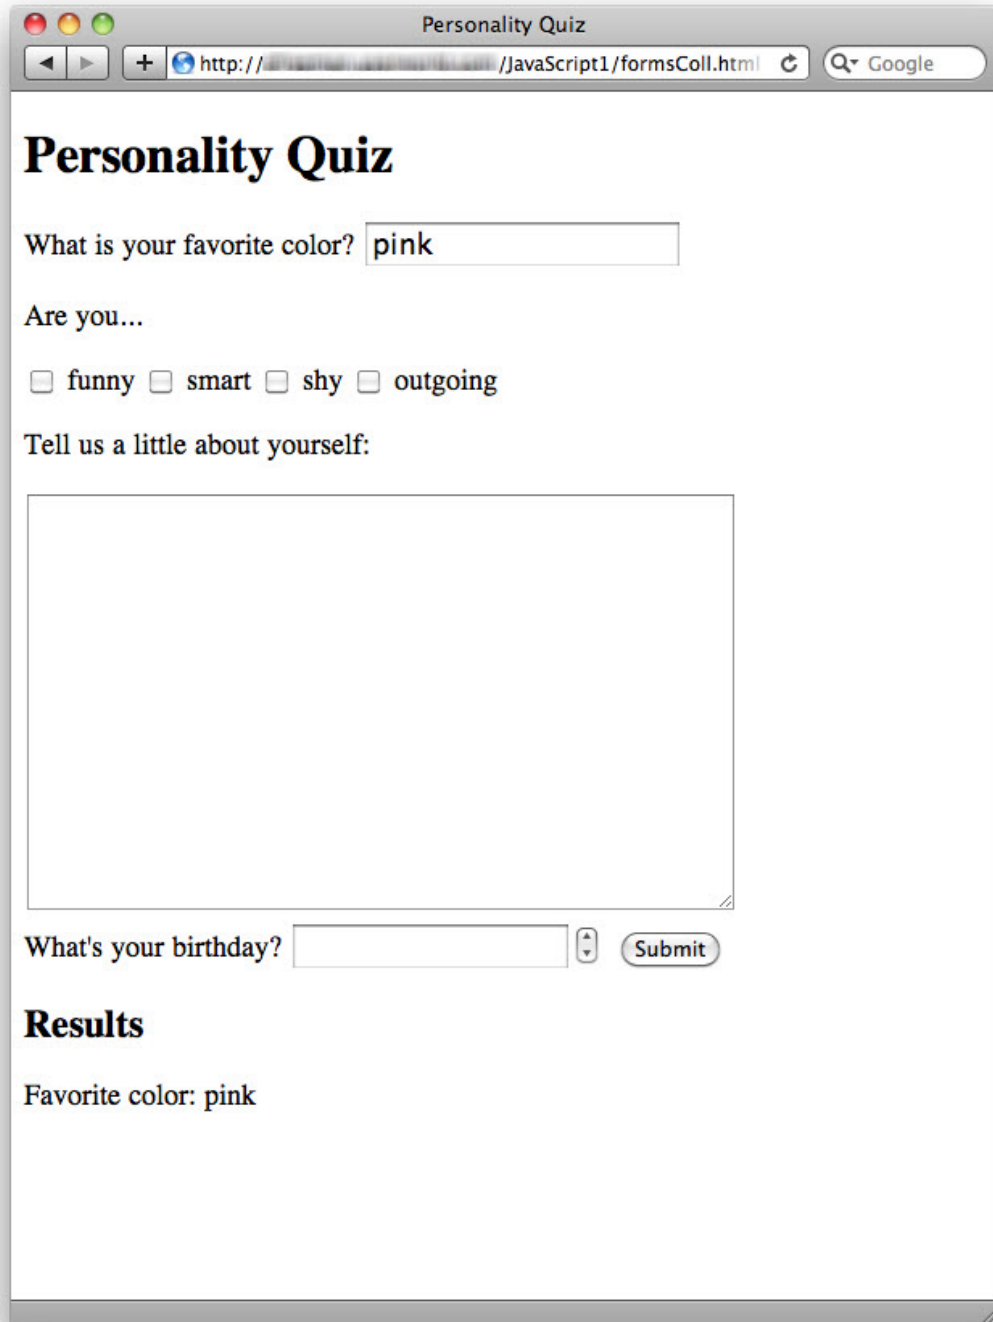 Personality Quiz
http:// /JavaScript1/formsColl.html Google
Personality Quiz
What is your favorite color? pink
Are you...
funny smart shy outgoing
Tell us a little about yourself:
What's your birthday? Submit
Results
Favorite color: pink